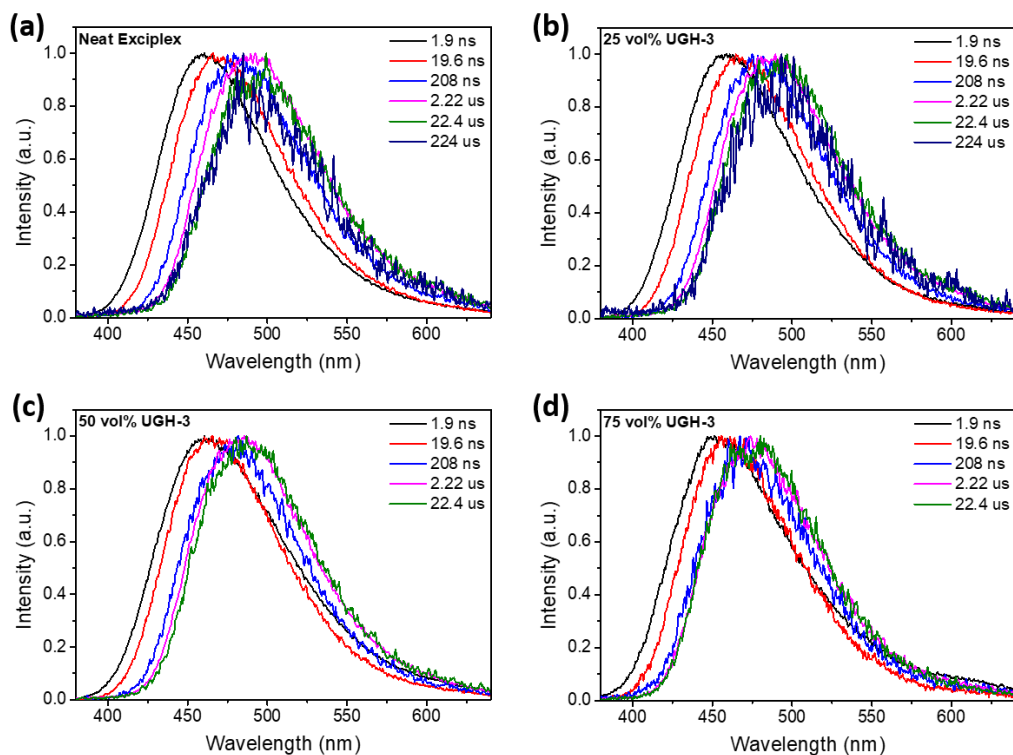 (a)
Neat Exciplex
1.9 ns
19.6 ns
208 ns
2.22 us
22.4 us
224 us
1.0
0.8
0.6
0.4
0.2
0.0
Intensity (a.u.)
400 450 500 550 600
Wavelength (nm)
(b)
25 vol% UGH-3
1.9 ns
19.6 ns
208 ns
2.22 us
22.4 us
224 us
1.0
0.8
0.6
0.4
0.2
0.0
Intensity (a.u.)
400 450 500 550 600
Wavelength (nm)
(c)
50 vol% UGH-3
1.9 ns
19.6 ns
208 ns
2.22 us
22.4 us
1.0
0.8
0.6
0.4
0.2
0.0
Intensity (a.u.)
400 450 500 550 600
Wavelength (nm)
(d)
75 vol% UGH-3
1.9 ns
19.6 ns
208 ns
2.22 us
22.4 us
1.0
0.8
0.6
0.4
0.2
0.0
Intensity (a.u.)
400 450 500 550 600
Wavelength (nm)